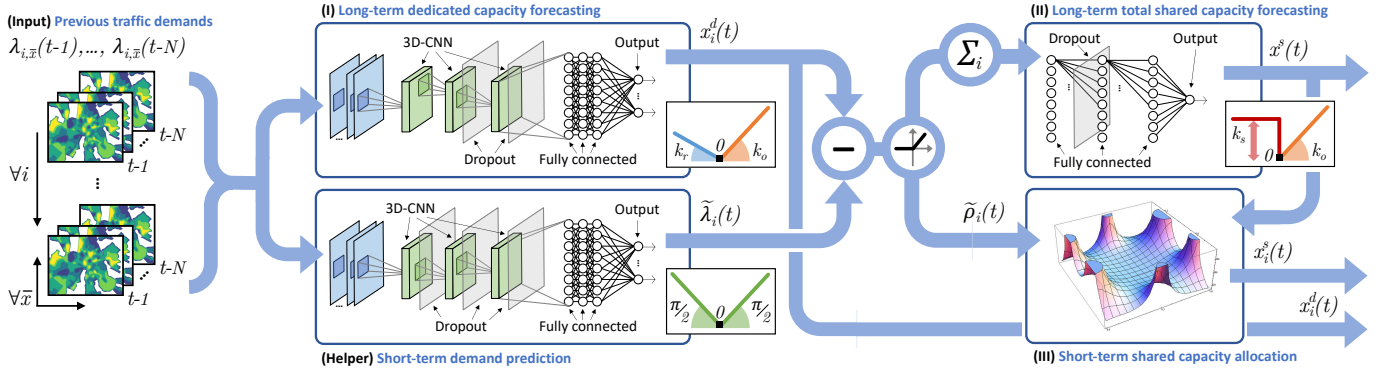 (Input) Previous traffic demands
λi,x̄(t-1),..., λi,x̄(t-N)
t-N
t-1
∀i
...
t-N
t-1
∀x̄
(I) Long-term dedicated capacity forecasting
3D-CNN
Output
...
Dropout
Fully connected
x_i^d(t)
k_r
0
k_o
3D-CNN
Output
...
Dropout
Fully connected
(Helper) Short-term demand prediction
λ̃_i(t)
π/2
0
π/2
−
Σ_i
ρ̃_i(t)
(II) Long-term total shared capacity forecasting
Dropout
Output
Fully connected
x^s(t)
k_s
0
k_o
x_i^s(t)
x_i^d(t)
(III) Short-term shared capacity allocation